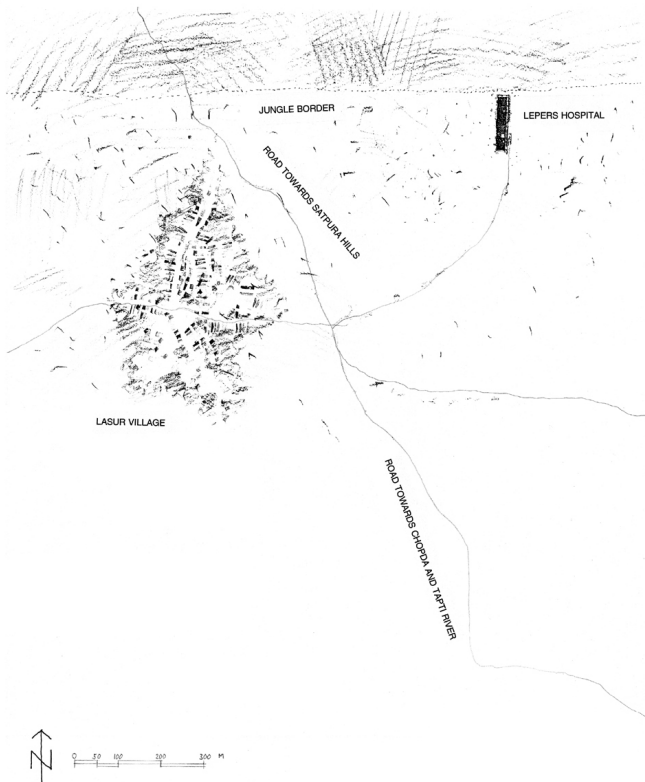 JUNGLE BORDER
LEPERS HOSPITAL
ROAD TOWARDS SATPURA HILLS
LASUR VILLAGE
ROAD TOWARDS CHOPDA AND TAPTI RIVER
N
0 50 100 200 300 M